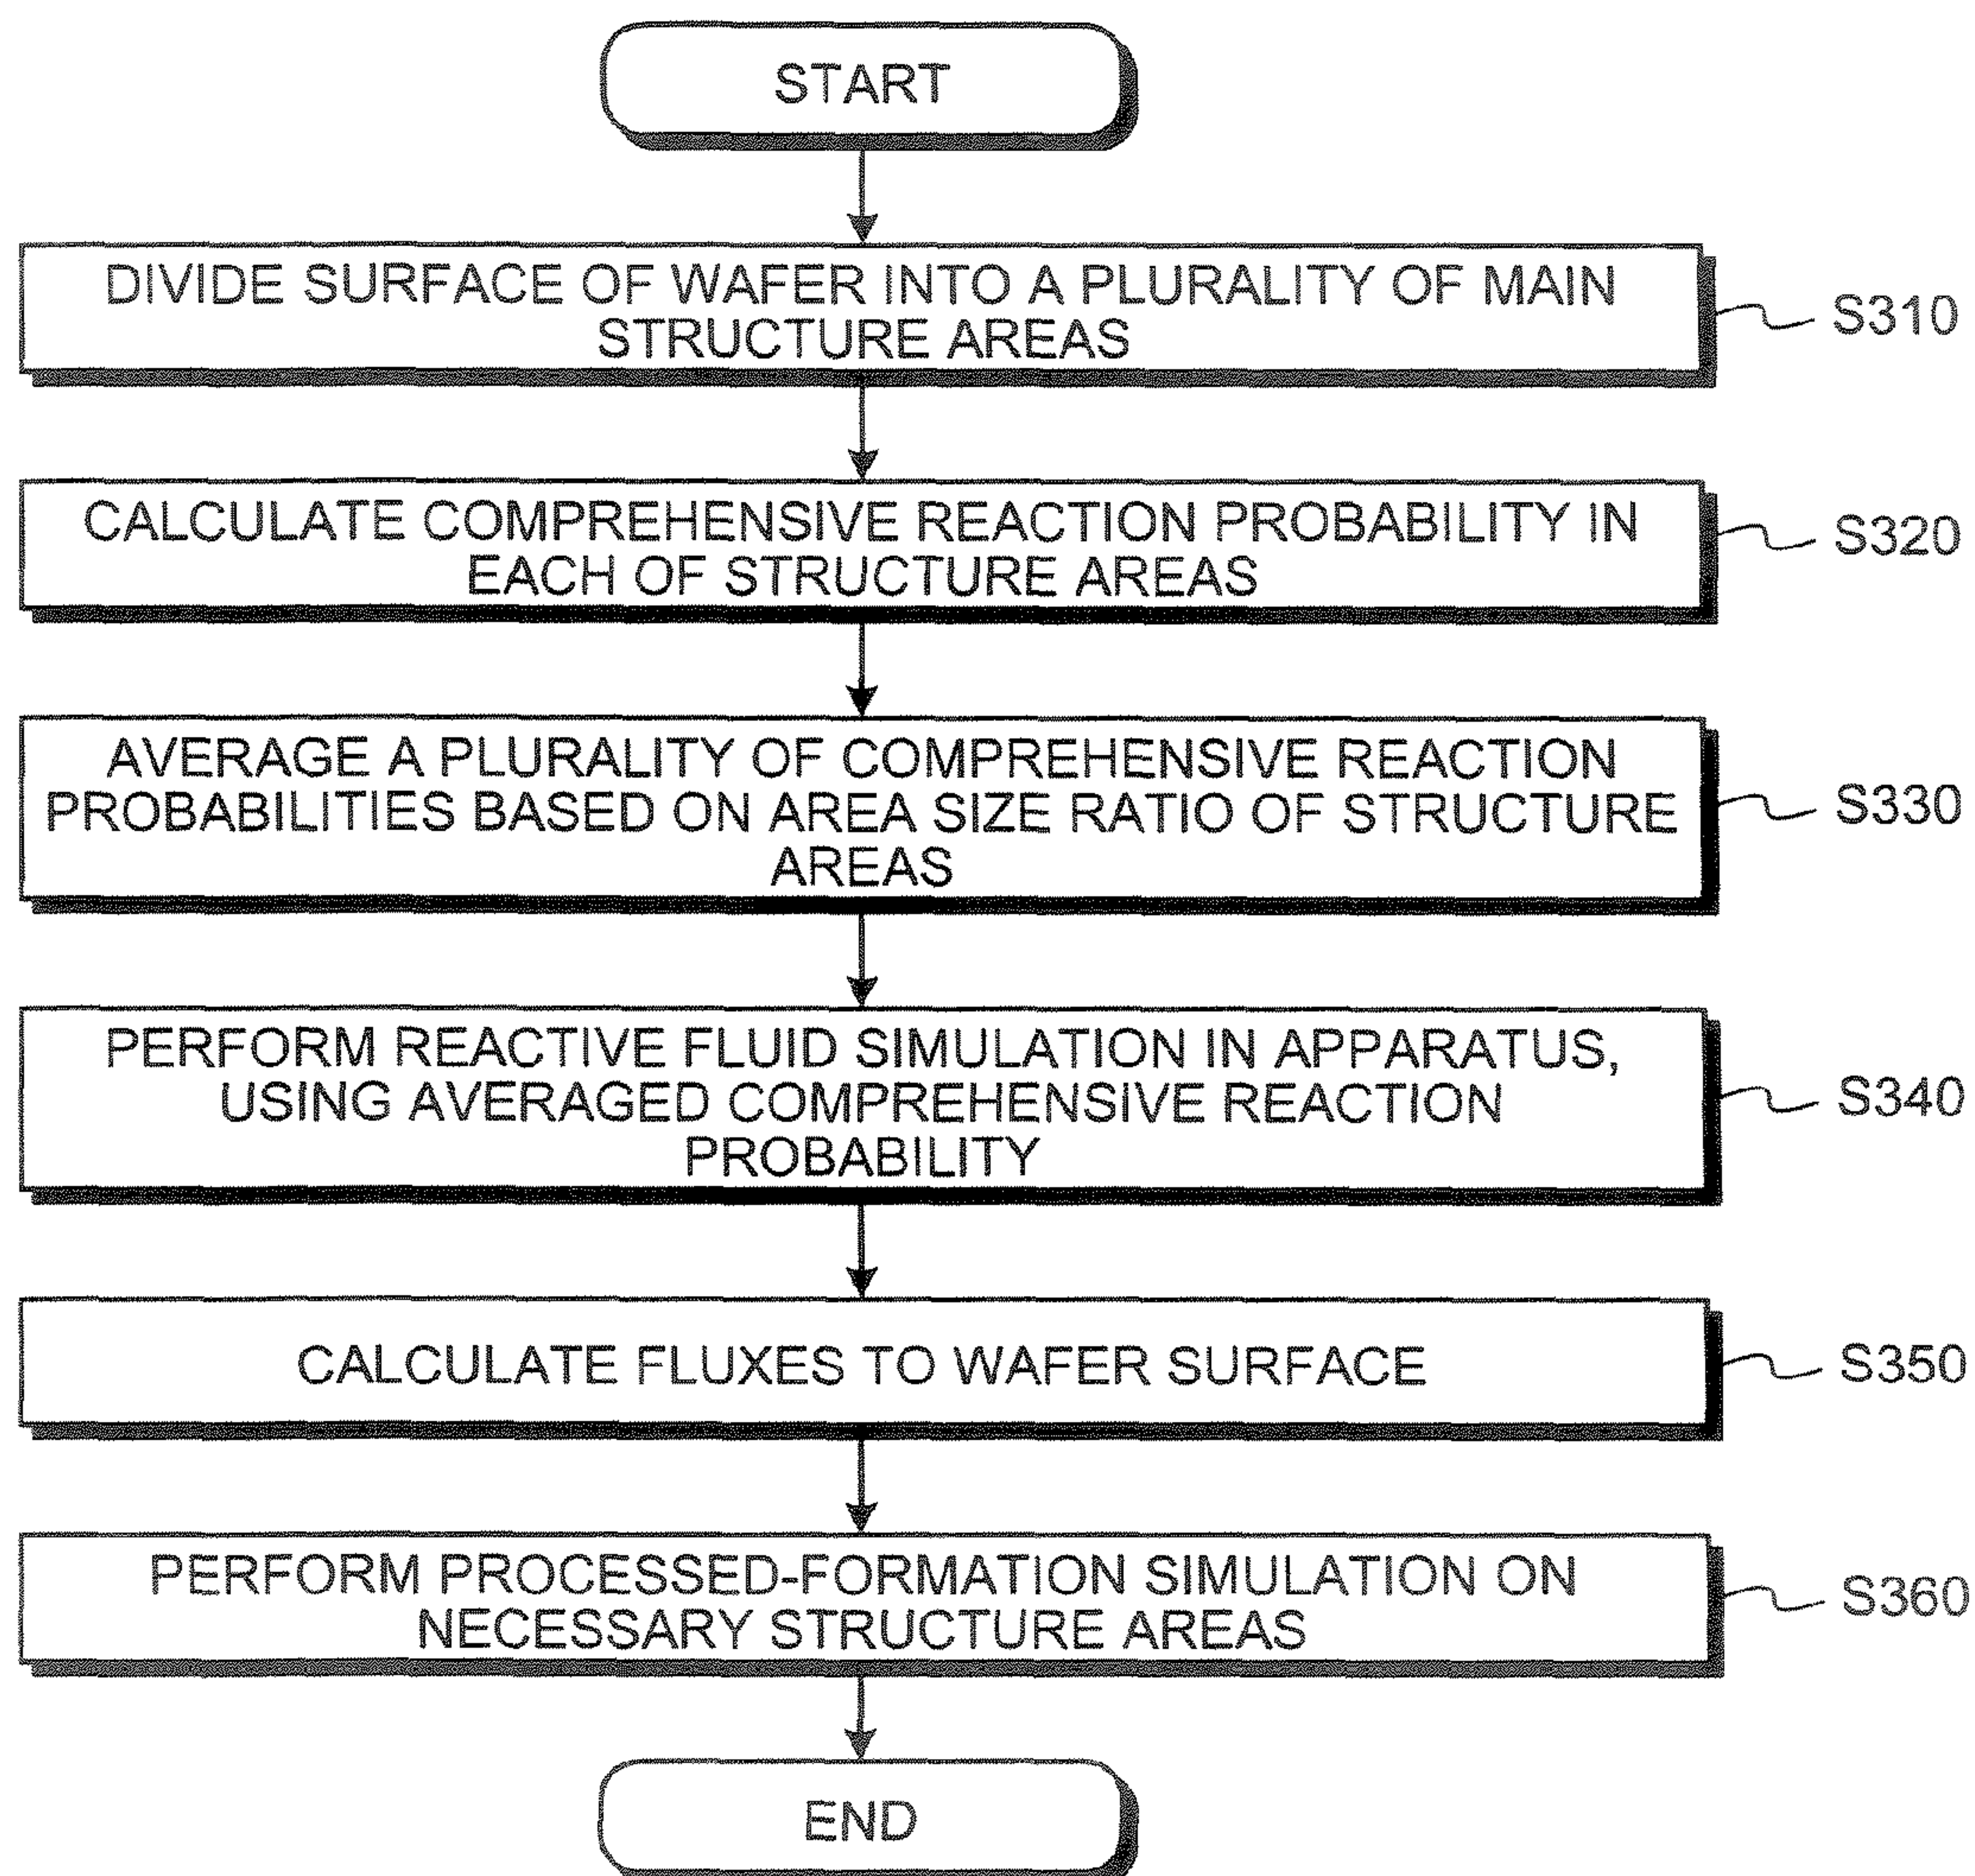 START
DIVIDE SURFACE OF WAFER INTO A PLURALITY OF MAIN
STRUCTURE AREAS
S310
CALCULATE COMPREHENSIVE REACTION PROBABILITY IN
EACH OF STRUCTURE AREAS
S320
AVERAGE A PLURALITY OF COMPREHENSIVE REACTION
PROBABILITIES BASED ON AREA SIZE RATIO OF STRUCTURE
AREAS
S330
PERFORM REACTIVE FLUID SIMULATION IN APPARATUS,
USING AVERAGED COMPREHENSIVE REACTION
PROBABILITY
S340
CALCULATE FLUXES TO WAFER SURFACE
S350
PERFORM PROCESSED-FORMATION SIMULATION ON
NECESSARY STRUCTURE AREAS
S360
END